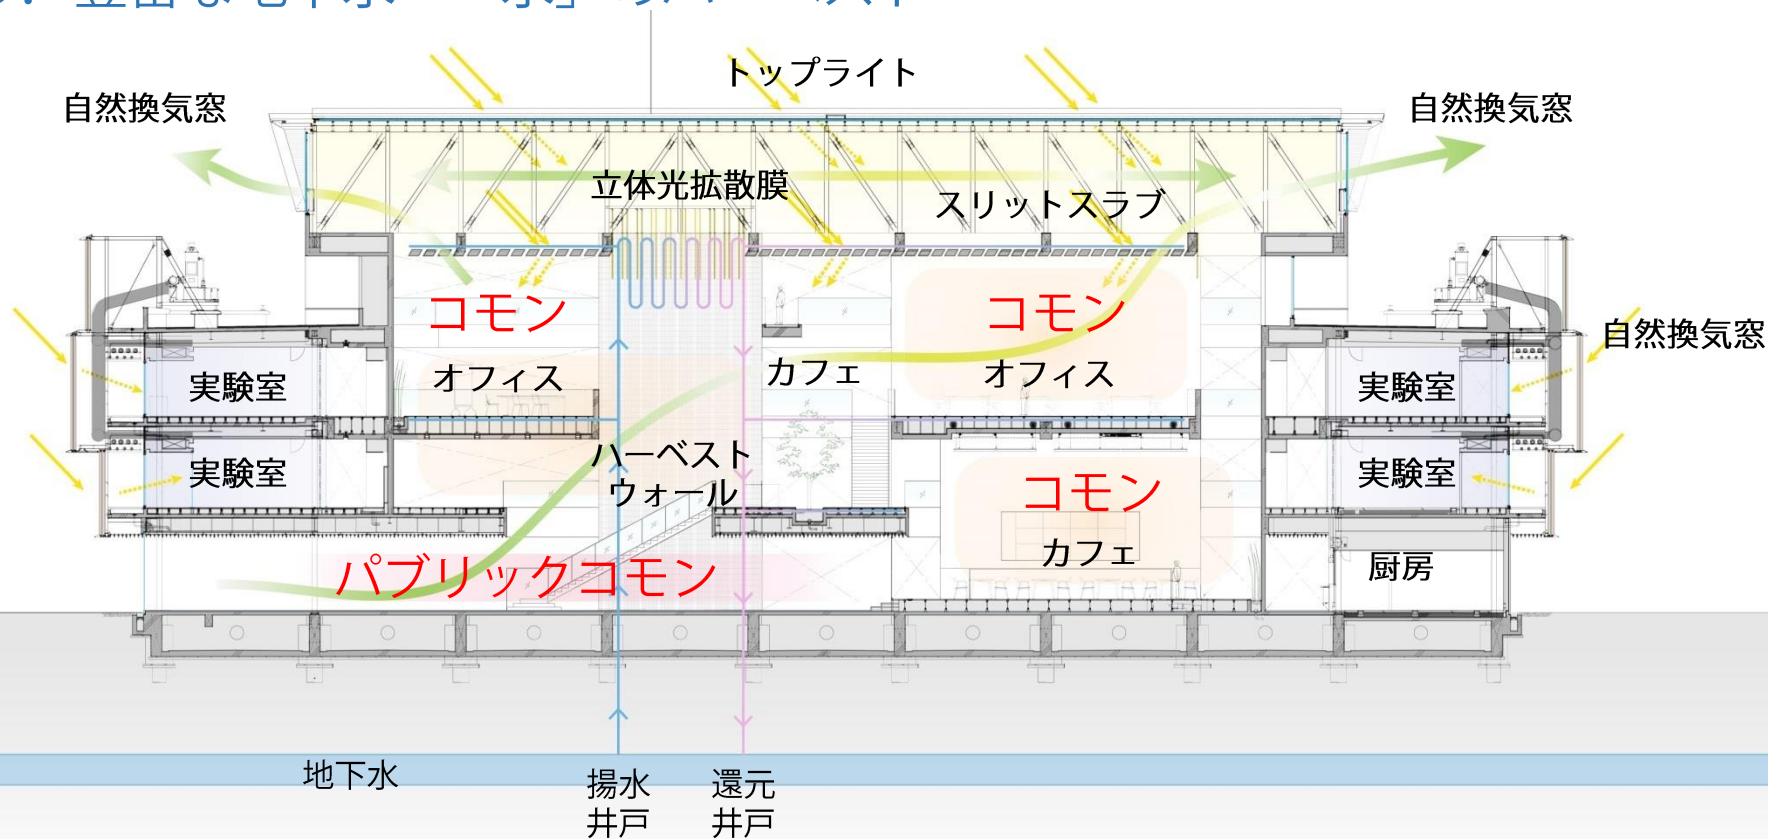 トップライト
自然換気窓
自然換気窓
立体光拡散膜
スリットスラブ
コモン
コモン
自然換気窓
実験室
オフィス
カフェ
オフィス
実験室
ハーベスト
ウォール
実験室
コモン
実験室
パブリックコモン
カフェ
厨房
地下水
揚水
井戸
還元
井戸